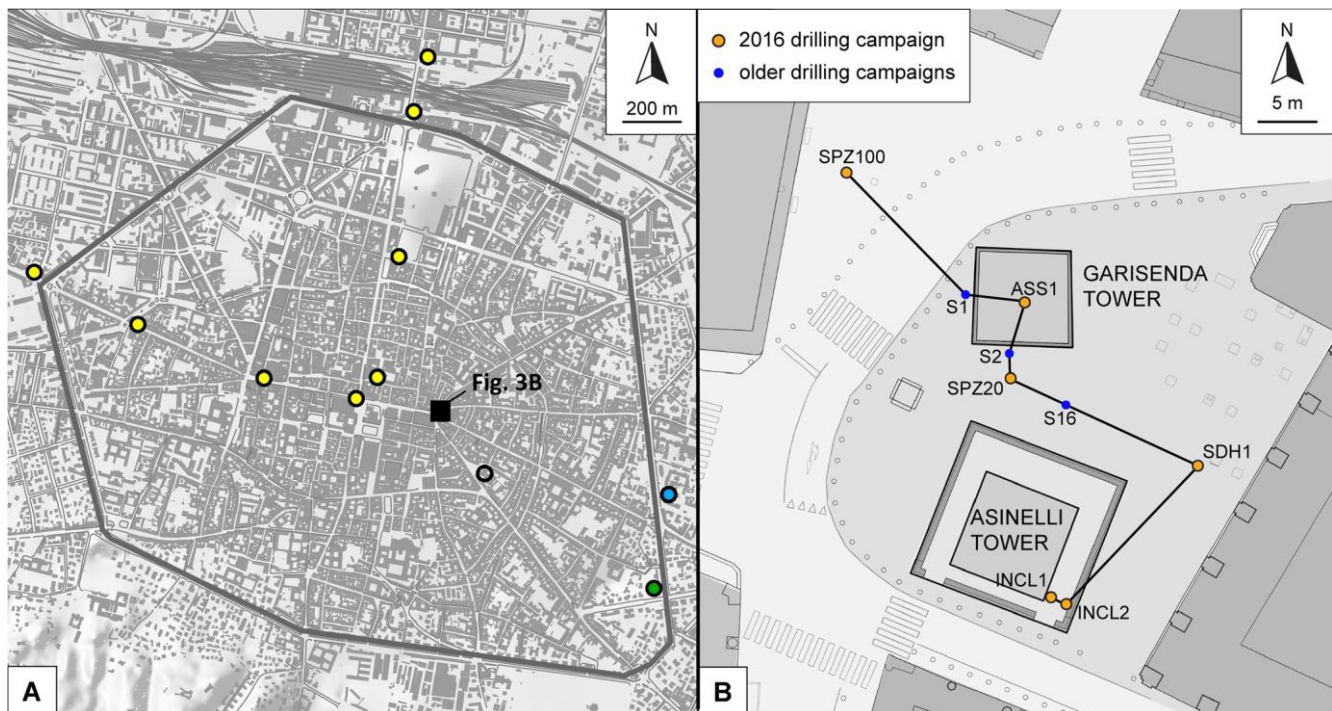 N
200 m
Fig. 3B
A
2016 drilling campaign
older drilling campaigns
N
5 m
SPZ100
GARISENDA
TOWER
ASS1
S1
S2
SPZ20
S16
SDH1
ASINELLI
TOWER
INCL1
INCL2
B